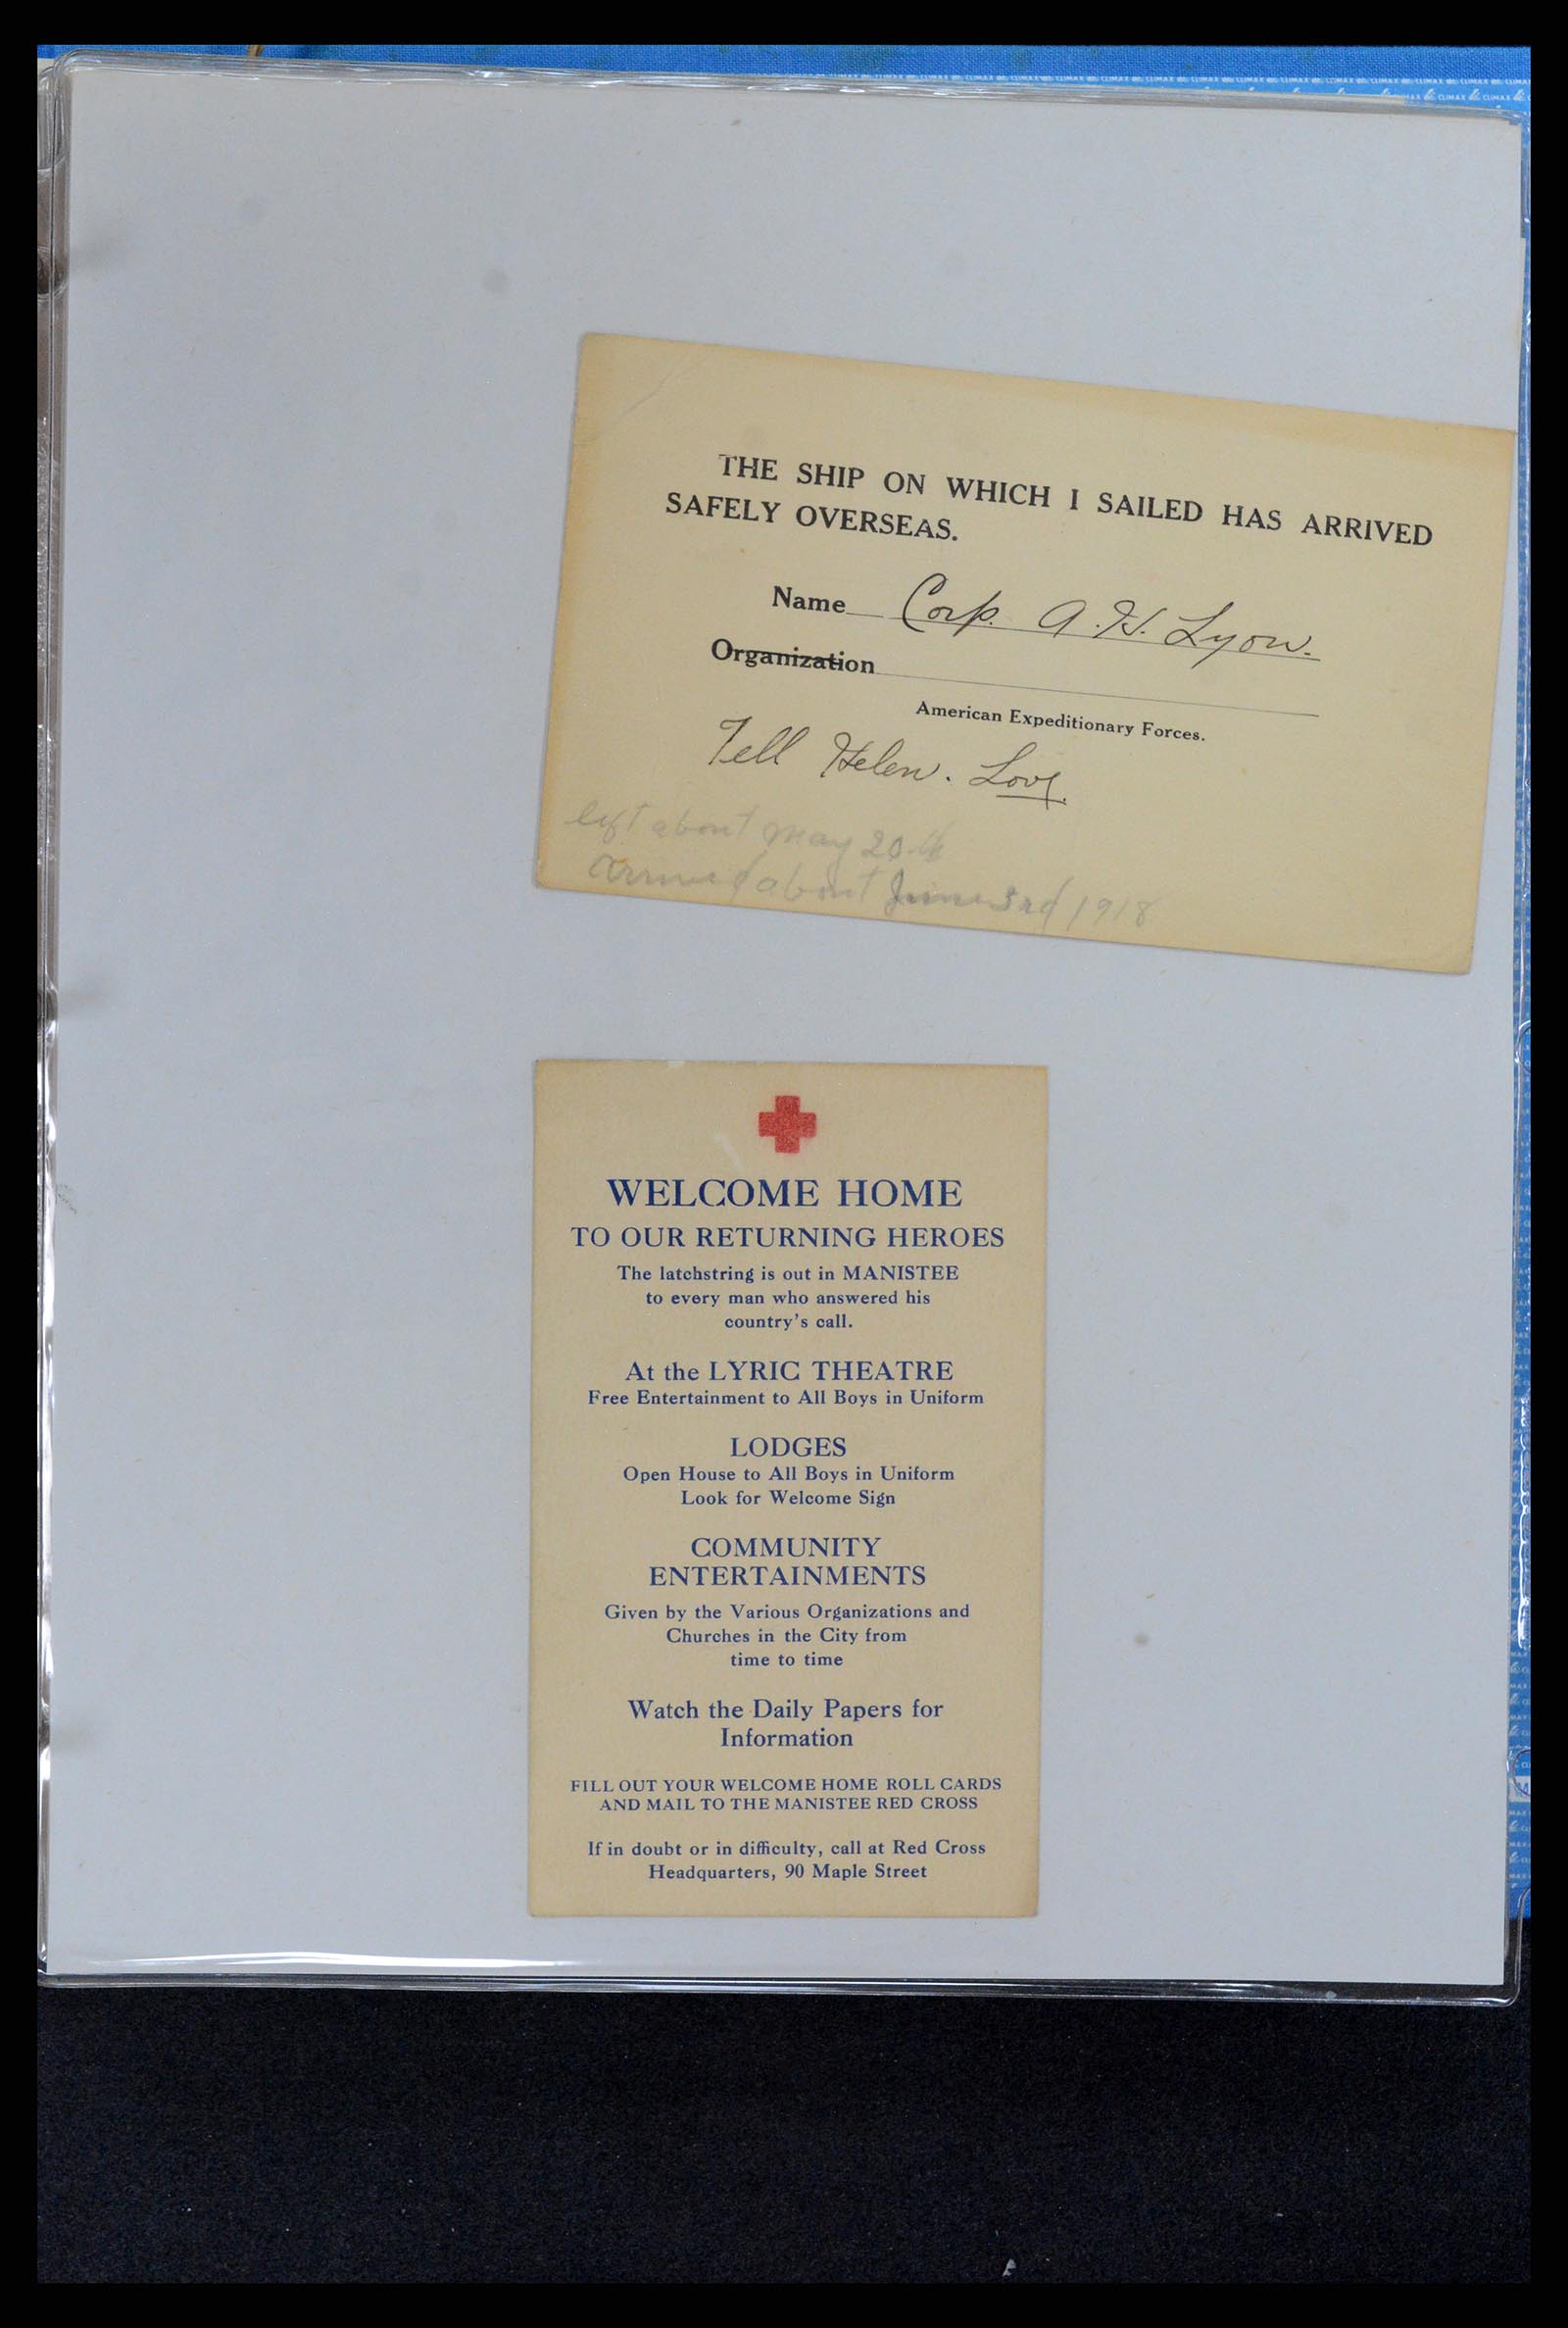 THE SHIP ON WHICH I SAILED HAS ARRIVED
SAFELY OVERSEAS.
Name Corp. A. H. Lyon.
Organization
American Expeditionary Forces.
Tell Helen. Love.
left about May 20th
Arrived about June 3rd 1918
WELCOME HOME
TO OUR RETURNING HEROES
The latchstring is out in MANISTEE
to every man who answered his
country's call.
At the LYRIC THEATRE
Free Entertainment to All Boys in Uniform
LODGES
Open House to All Boys in Uniform
Look for Welcome Sign
COMMUNITY
ENTERTAINMENTS
Given by the Various Organizations and
Churches in the City from
time to time
Watch the Daily Papers for
Information
FILL OUT YOUR WELCOME HOME ROLL CARDS
AND MAIL TO THE MANISTEE RED CROSS
If in doubt or in difficulty, call at Red Cross
Headquarters, 90 Maple Street